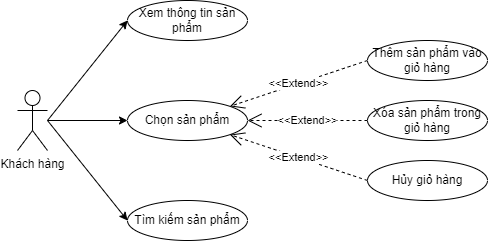 Xem thông tin sản
phẩm
Thêm sản phẩm vào
giỏ hàng
<<Extend>>
Chọn sản phẩm
<<Extend>>
Xóa sản phẩm trong
giỏ hàng
Khách hàng
<<Extend>>
Hủy giỏ hàng
Tìm kiếm sản phẩm